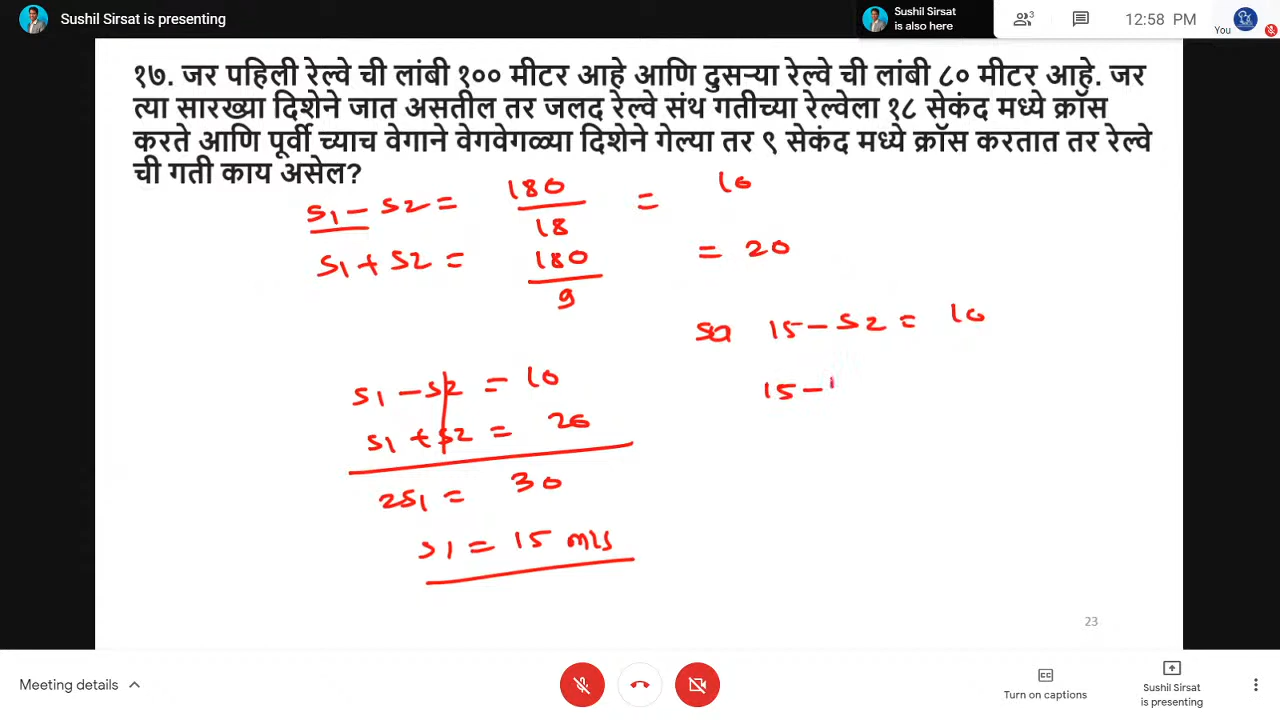 Sushil Sirsat is presenting
Sushil Sirsat
is also here
3
12:58 PM
You
१७. जर पहिली रेल्वे ची लांबी १०० मीटर आहे आणि दुसऱ्या रेल्वे ची लांबी ८० मीटर आहे. जर
त्या सारख्या दिशेने जात असतील तर जलद रेल्वे संथ गतीच्या रेल्वेला १८ सेकंद मध्ये क्रॉस
करते आणि पूर्वी च्याच वेगाने वेगवेगळ्या दिशेने गेल्या तर ९ सेकंद मध्ये क्रॉस करतात तर रेल्वे
ची गती काय असेल?
S1 - S2 = 180/18 = 10
S1 + S2 = 180/9 = 20
S1 - S2 = 10
S1 + S2 = 20
2S1 = 30
S1 = 15 m/s
so 15 - S2 = 10
15 -
23
Meeting details
Turn on captions
Sushil Sirsat
is presenting